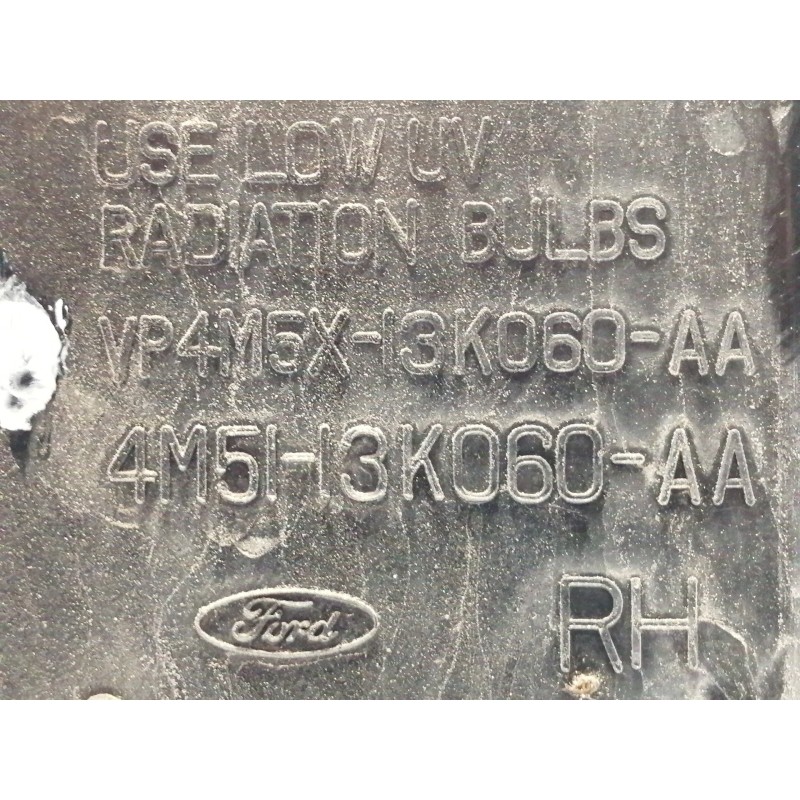 USE LOW UV
RADIATION BULBS
VP4M5X-13K060-AA
4M51-13K060-AA
Ford
RH